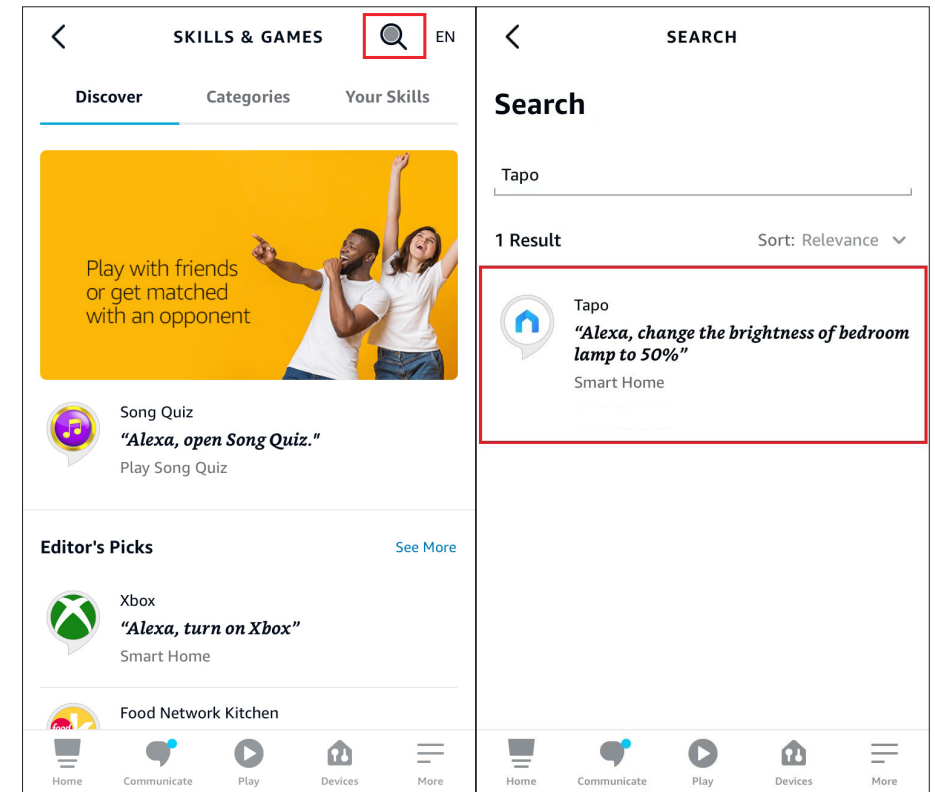 SKILLS & GAMES
EN
Discover
Categories
Your Skills
Play with friends
or get matched
with an opponent
Song Quiz
“Alexa, open Song Quiz."
Play Song Quiz
Editor's Picks
See More
Xbox
“Alexa, turn on Xbox”
Smart Home
food
Food Network Kitchen
Home
Communicate
Play
Devices
More
SEARCH
Search
Tapo
1 Result
Sort: Relevance
Tapo
“Alexa, change the brightness of bedroom
lamp to 50%”
Smart Home
Home
Communicate
Play
Devices
More